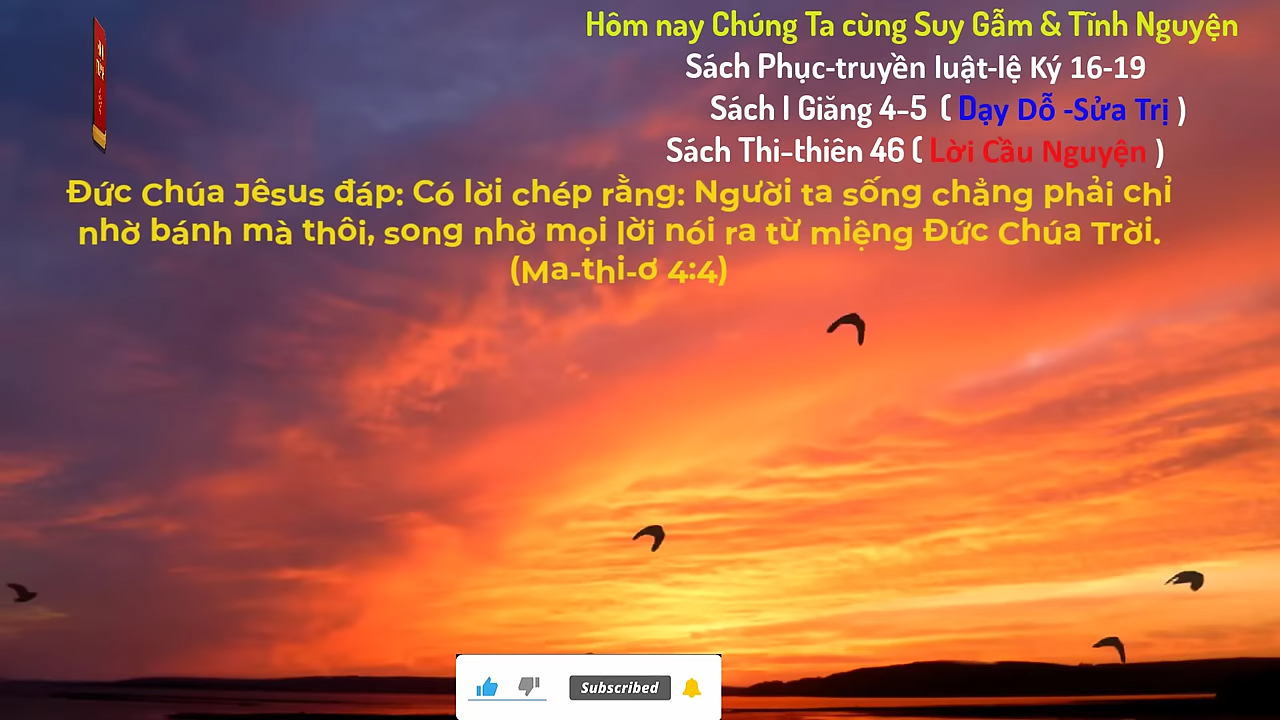 Hôm nay Chúng Ta cùng Suy Gẫm & Tĩnh Nguyện
Sách Phục-truyền luật-lệ Ký 16-19
Sách I Giăng 4-5 ( Dạy Dỗ -Sửa Trị )
Sách Thi-thiên 46 ( Lời Cầu Nguyện )
Đức Chúa Jêsus đáp: Có lời chép rằng: Người ta sống chẳng phải chỉ
nhờ bánh mà thôi, song nhờ mọi lời nói ra từ miệng Đức Chúa Trời.
(Ma-thi-ơ 4:4)
Subscribed